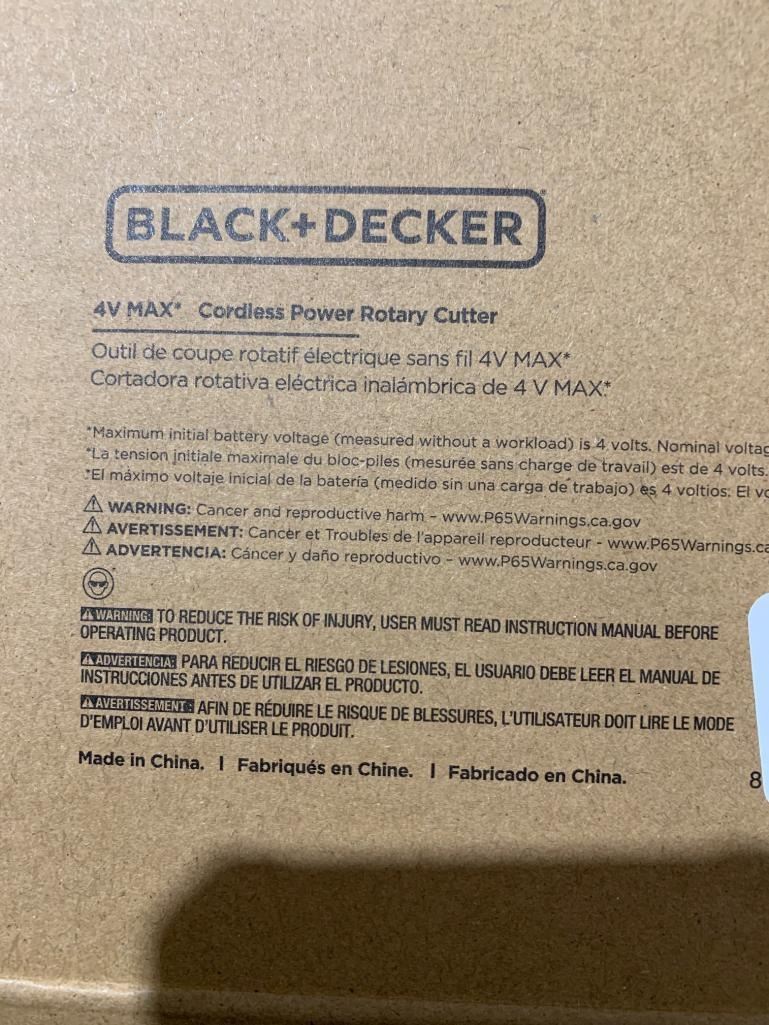 BLACK+DECKER
4V MAX* Cordless Power Rotary Cutter
Outil de coupe rotatif électrique sans fil 4V MAX*
Cortadora rotativa eléctrica inalámbrica de 4 V MAX*
*Maximum initial battery voltage (measured without a workload) is 4 volts. Nominal voltag
*La tension initiale maximale du bloc-piles (mesurée sans charge de travail) est de 4 volts.
*El máximo voltaje inicial de la batería (medido sin una carga de trabajo) es 4 voltios. El vo
⚠ WARNING: Cancer and reproductive harm - www.P65Warnings.ca.gov
⚠ AVERTISSEMENT: Cancer et Troubles de l'appareil reproducteur - www.P65Warnings.ca
⚠ ADVERTENCIA: Cáncer y daño reproductivo - www.P65Warnings.ca.gov
⚠ WARNING: TO REDUCE THE RISK OF INJURY, USER MUST READ INSTRUCTION MANUAL BEFORE
OPERATING PRODUCT.
⚠ ADVERTENCIA: PARA REDUCIR EL RIESGO DE LESIONES, EL USUARIO DEBE LEER EL MANUAL DE
INSTRUCCIONES ANTES DE UTILIZAR EL PRODUCTO.
⚠ AVERTISSEMENT: AFIN DE RÉDUIRE LE RISQUE DE BLESSURES, L'UTILISATEUR DOIT LIRE LE MODE
D'EMPLOI AVANT D'UTILISER LE PRODUIT.
Made in China. | Fabriqués en Chine. | Fabricado en China. 8